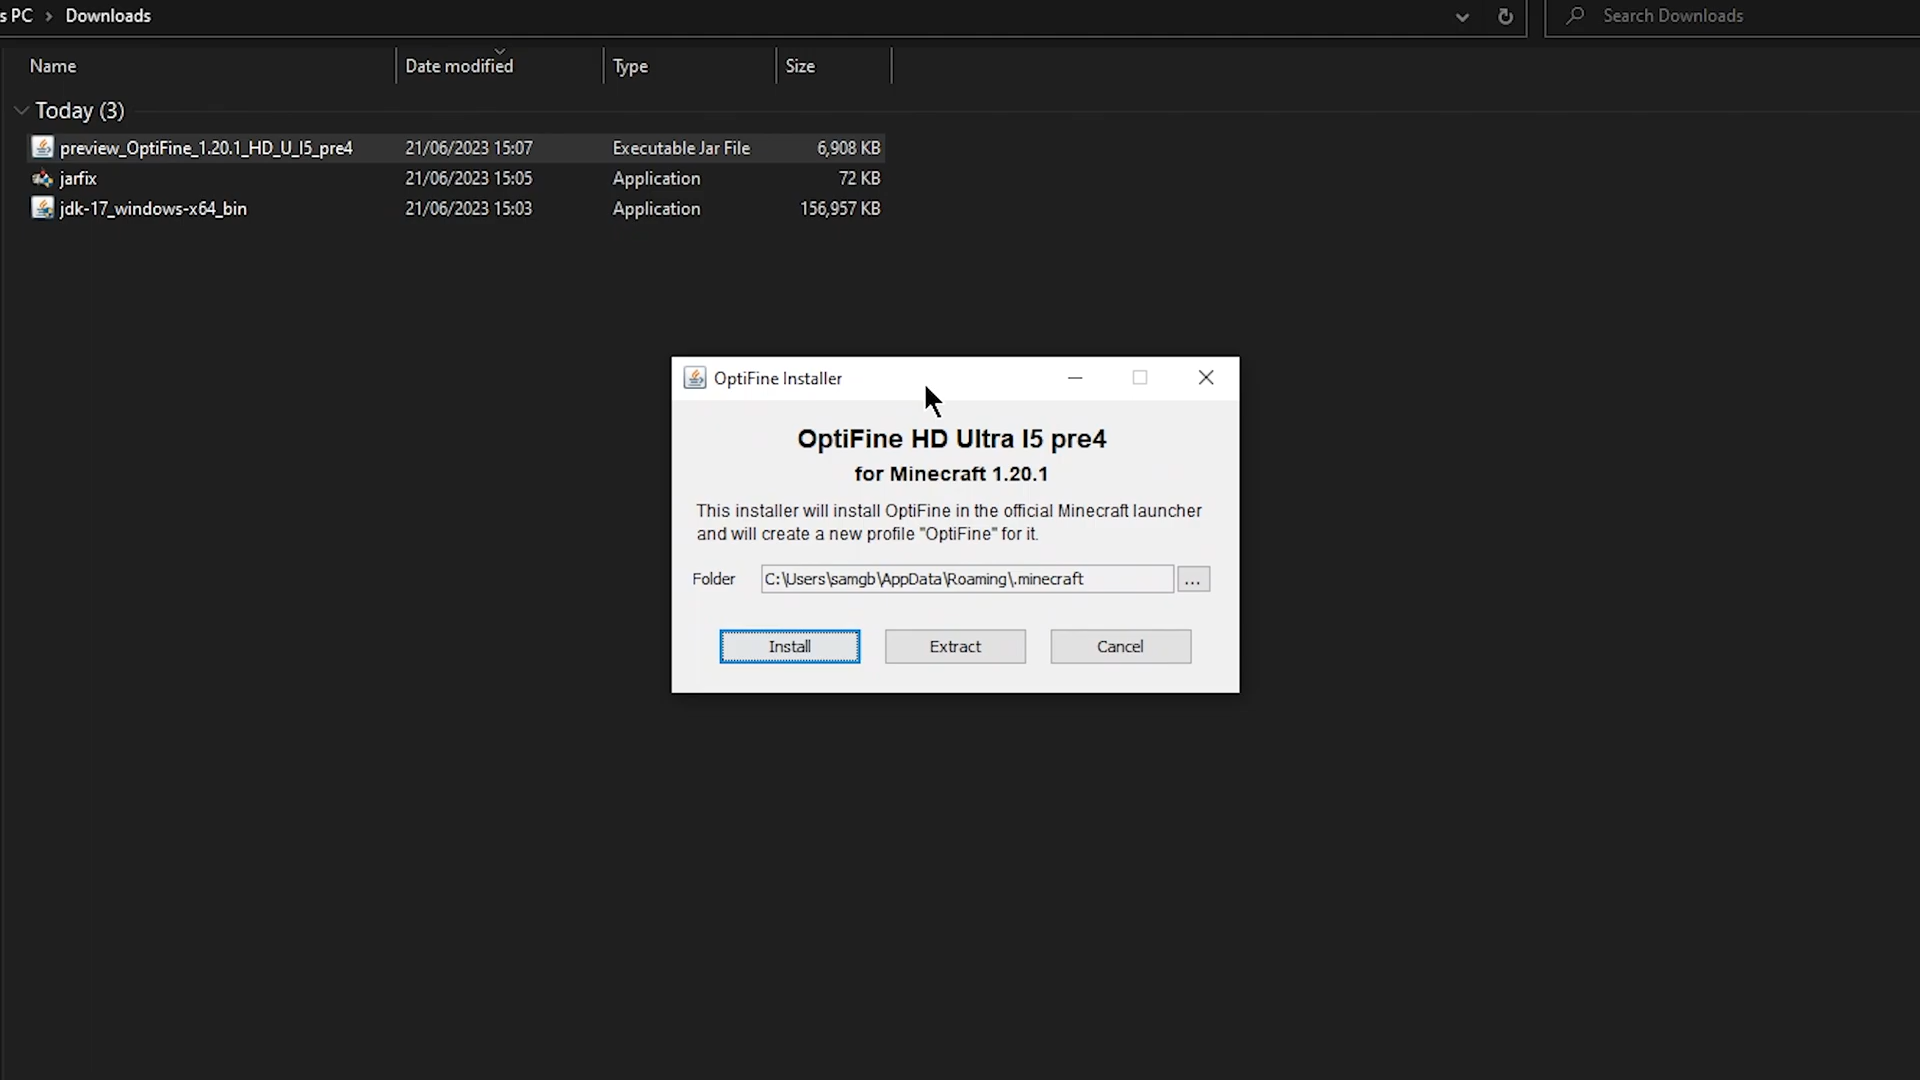 s PC > Downloads
Search Downloads
Name Date modified Type Size
Today (3)
preview_OptiFine_1.20.1_HD_U_I5_pre4 21/06/2023 15:07 Executable Jar File 6,908 KB
jarfix 21/06/2023 15:05 Application 72 KB
jdk-17_windows-x64_bin 21/06/2023 15:03 Application 156,957 KB
OptiFine Installer
OptiFine HD Ultra I5 pre4
for Minecraft 1.20.1
This installer will install OptiFine in the official Minecraft launcher
and will create a new profile "OptiFine" for it.
Folder C:\Users\samgb\AppData\Roaming\.minecraft ...
Install Extract Cancel